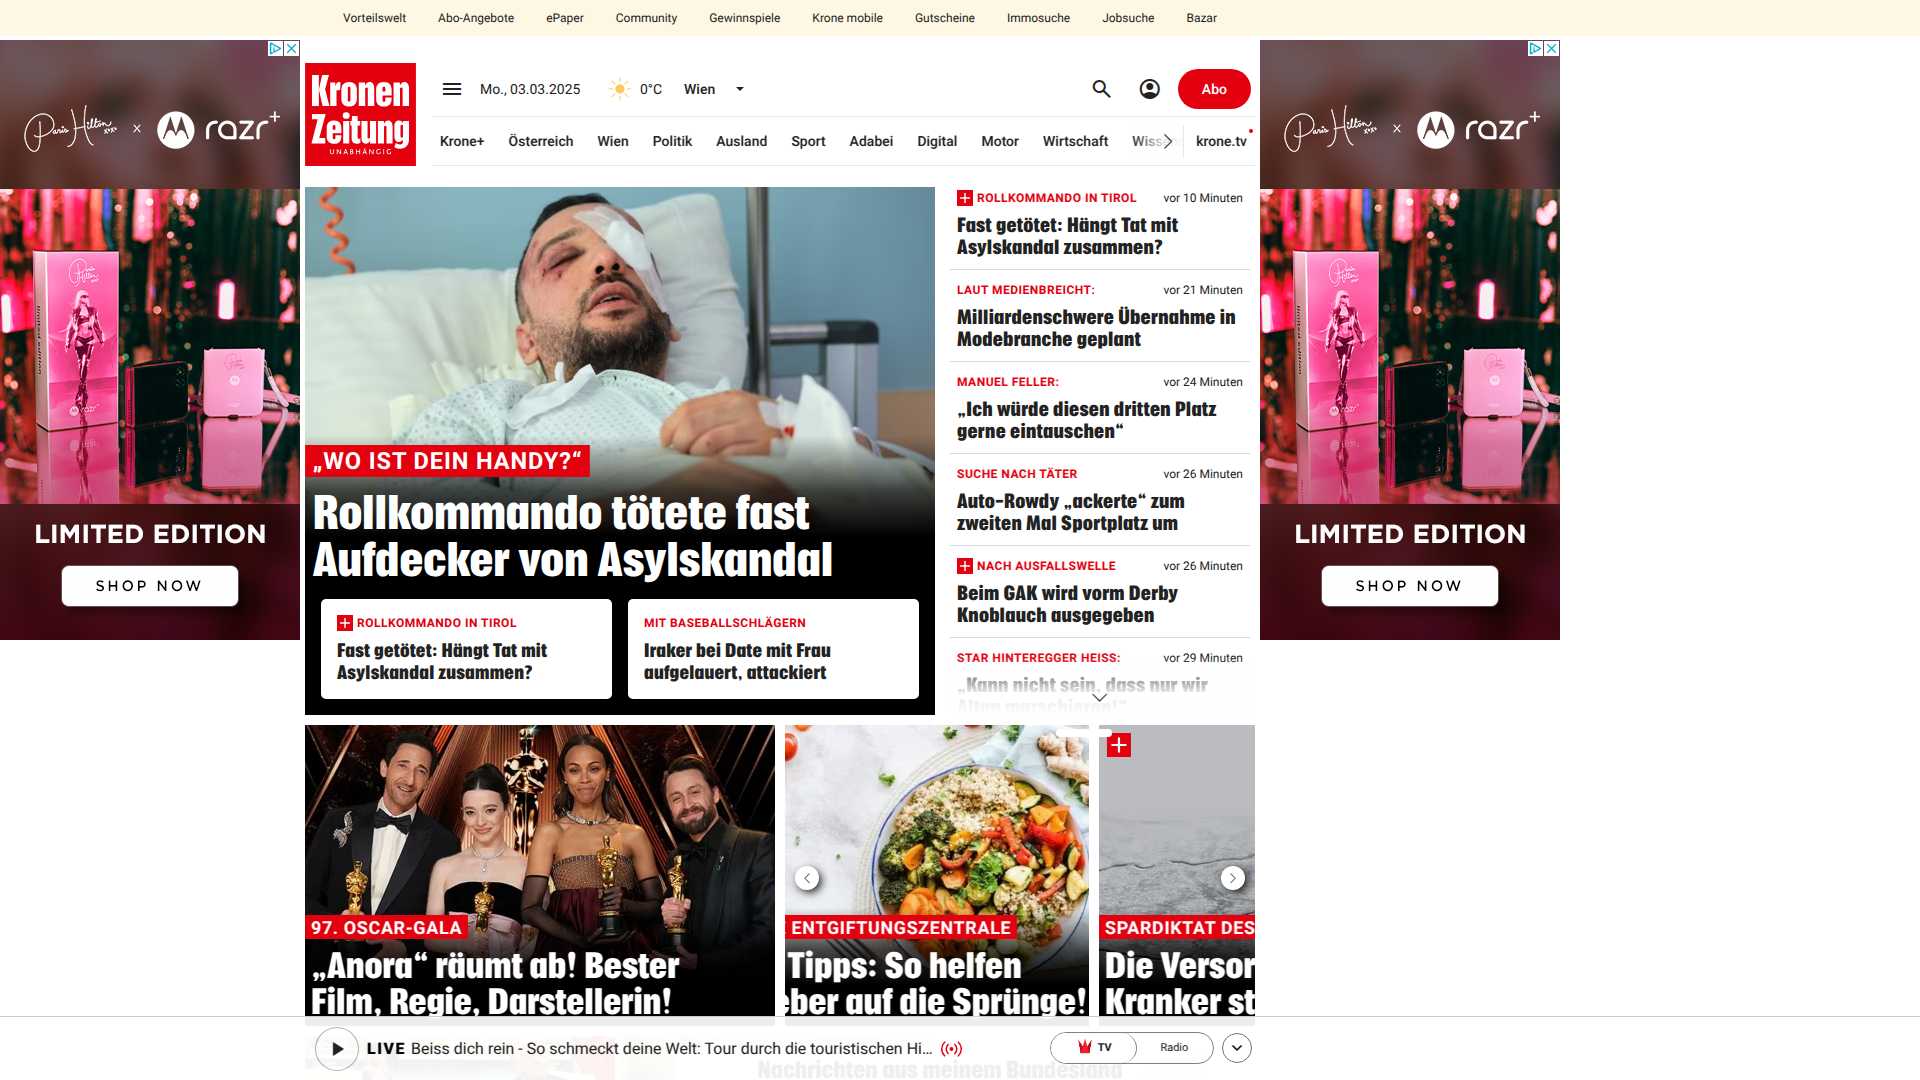 Vorteilswelt
Abo-Angebote
ePaper
Community
Gewinnspiele
Krone mobile
Gutscheine
Immosuche
Jobsuche
Bazar
Paris Hilton xoxo x razr+
LIMITED EDITION
SHOP NOW
Kronen
Zeitung
UNABHÄNGIG
Mo., 03.03.2025
0°C
Wien
Abo
Krone+
Österreich
Wien
Politik
Ausland
Sport
Adabei
Digital
Motor
Wirtschaft
krone.tv
„WO IST DEIN HANDY?“
Rollkommando tötete fast
Aufdecker von Asylskandal
+ ROLLKOMMANDO IN TIROL
Fast getötet: Hängt Tat mit
Asylskandal zusammen?
MIT BASEBALLSCHLÄGERN
Iraker bei Date mit Frau
aufgelauert, attackiert
+ ROLLKOMMANDO IN TIROL vor 10 Minuten
Fast getötet: Hängt Tat mit
Asylskandal zusammen?
LAUT MEDIENBREICHT: vor 21 Minuten
Milliardenschwere Übernahme in
Modebranche geplant
MANUEL FELLER: vor 24 Minuten
„Ich würde diesen dritten Platz
gerne eintauschen“
SUCHE NACH TÄTER vor 26 Minuten
Auto-Rowdy „ackerte“ zum
zweiten Mal Sportplatz um
+ NACH AUSFALLSWELLE vor 26 Minuten
Beim GAK wird vorm Derby
Knoblauch ausgegeben
STAR HINTEREGGER HEISS: vor 29 Minuten
„Kann nicht sein, dass nur wir
Alten marschieren!“
Paris Hilton xoxo x razr+
LIMITED EDITION
SHOP NOW
97. OSCAR-GALA
„Anora“ räumt ab! Bester
Film, Regie, Darstellerin!
ENTGIFTUNGSZENTRALE
Tipps: So helfen
eber auf die Sprünge!
+
SPARDIKTAT DES
Die Versor
Kranker st
LIVE Beiss dich rein - So schmeckt deine Welt: Tour durch die touristischen Hi...
TV
Radio
Nachrichten aus meinem Bundesland